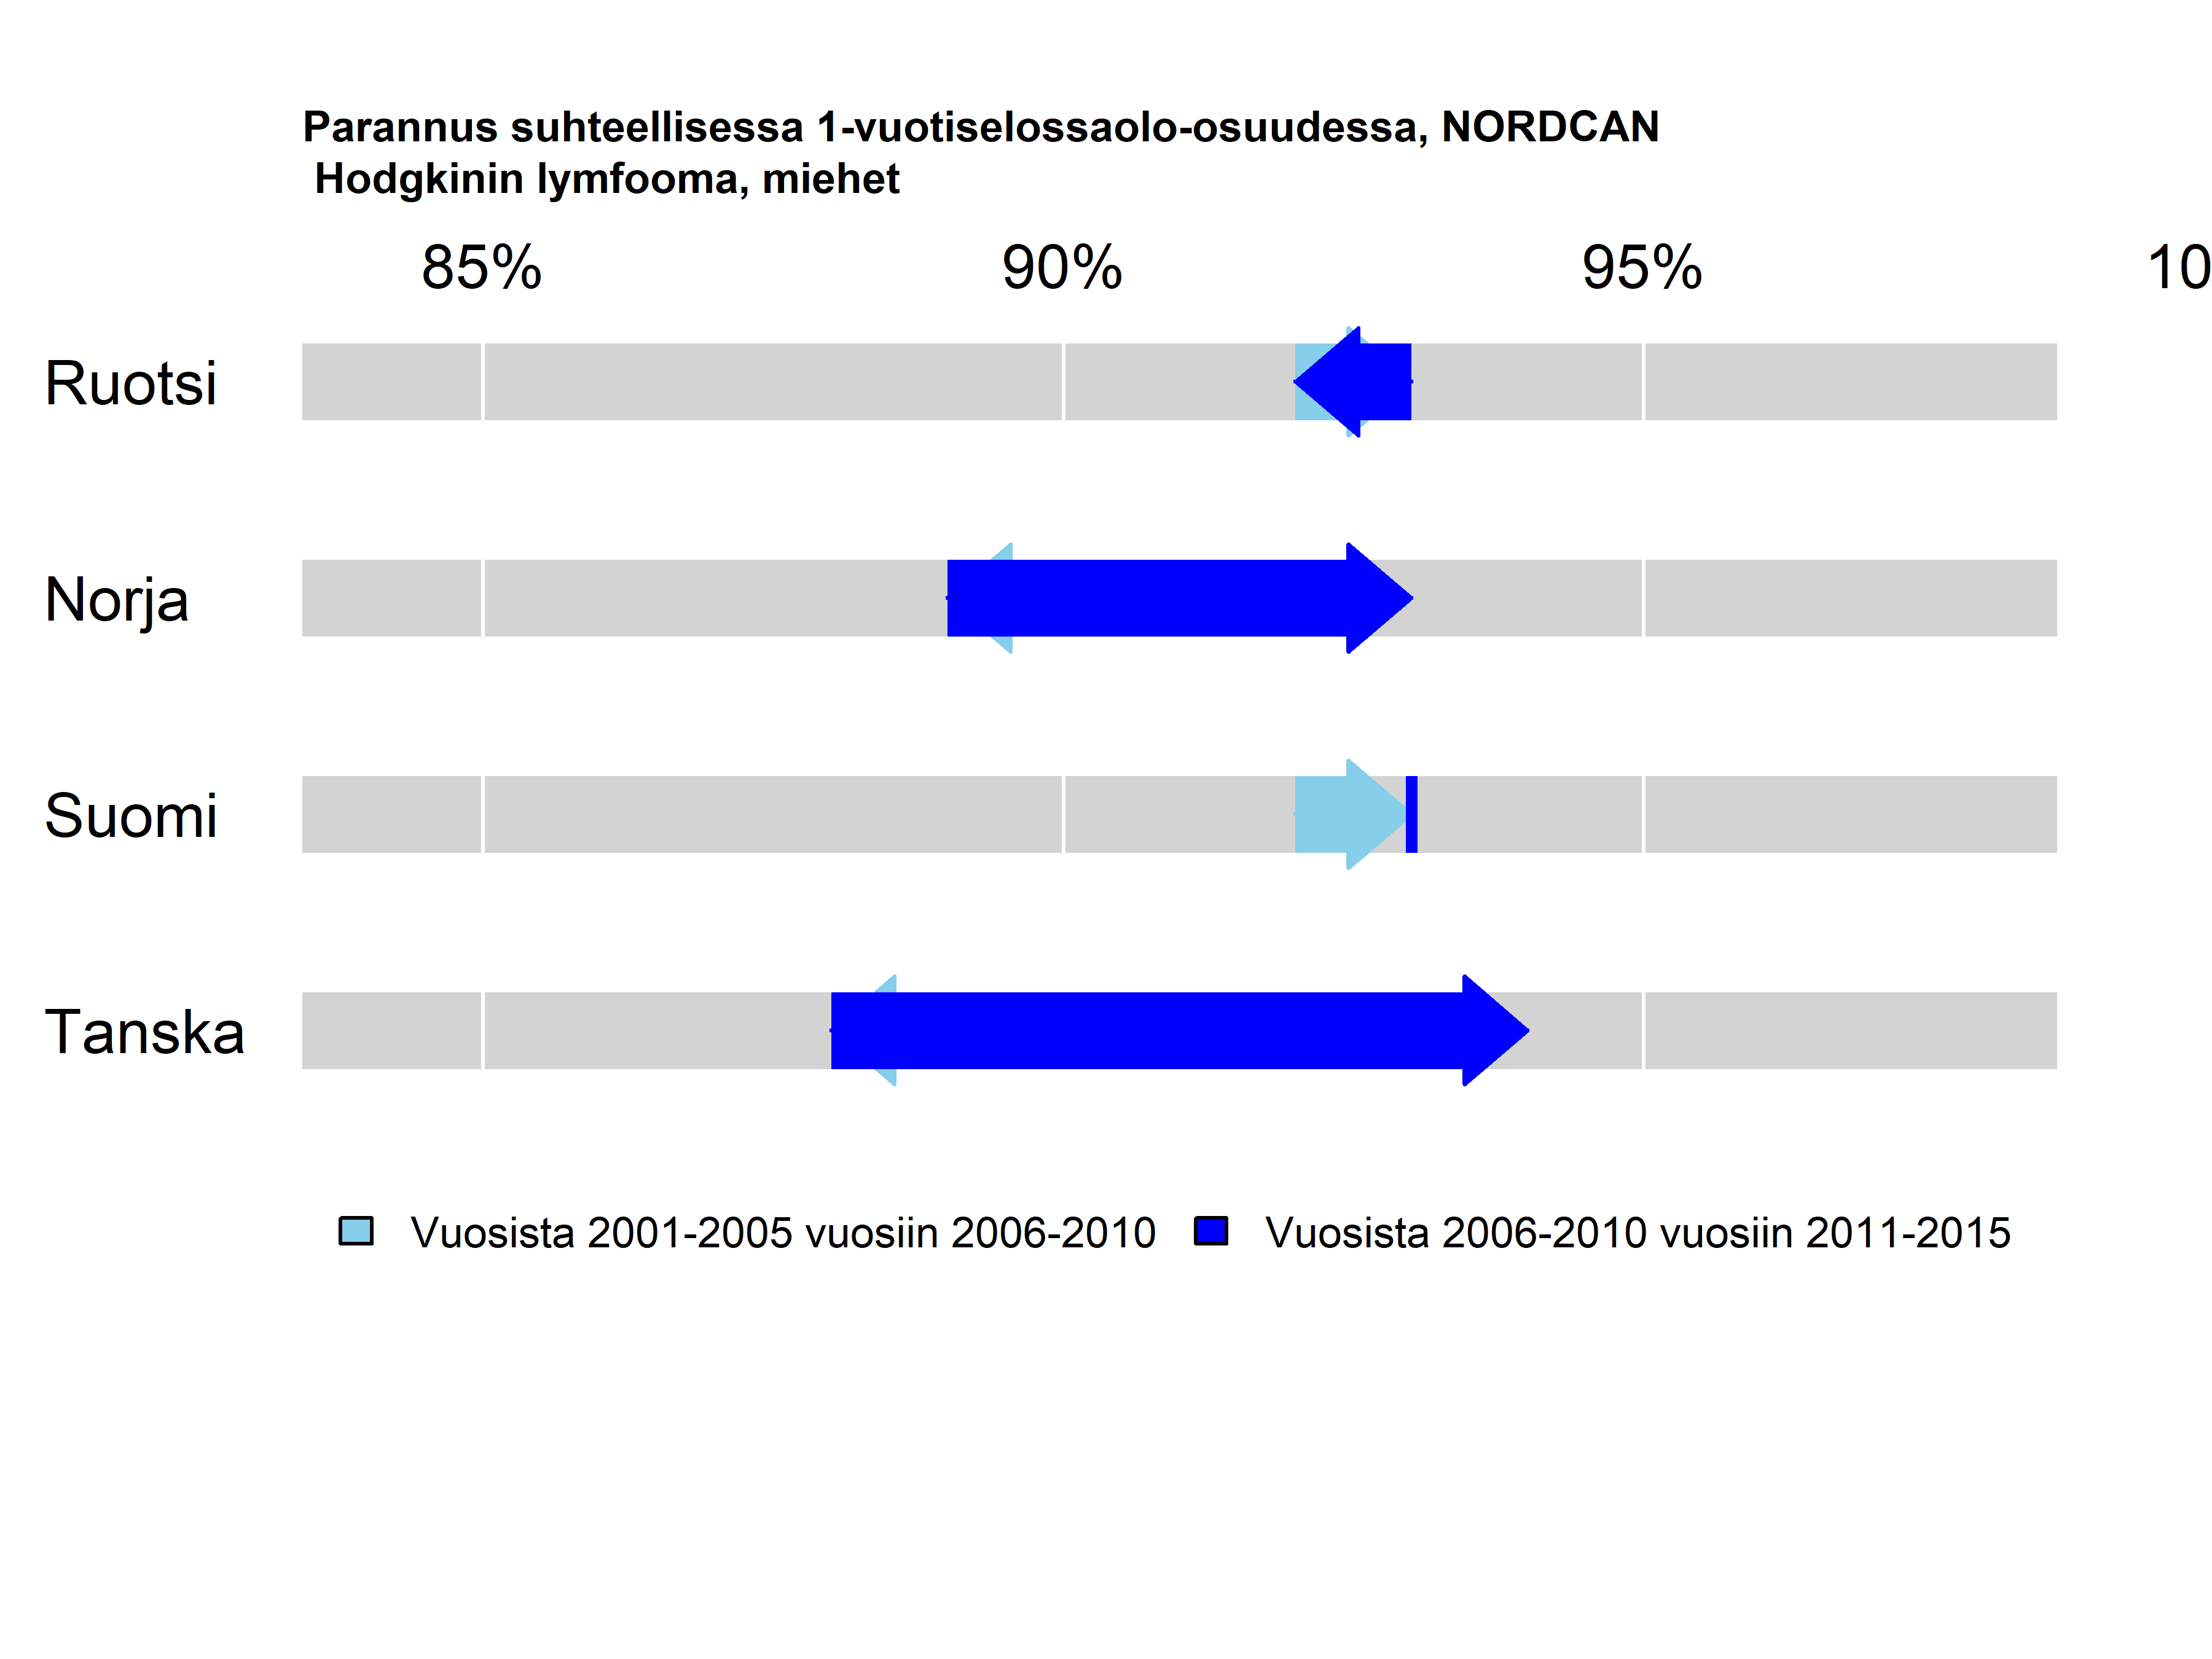 Parannus suhteellisessa 1-vuotiselossaolo-osuudessa, NORDCAN
Hodgkinin lymfooma, miehet
85% 90% 95% 10
Ruotsi
Norja
Suomi
Tanska
Vuosista 2001-2005 vuosiin 2006-2010 Vuosista 2006-2010 vuosiin 2011-2015